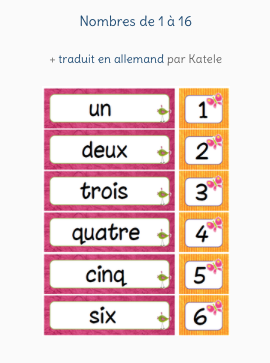 Nombres de 1 à 16
+ traduit en allemand par Katele
un 1
deux 2
trois 3
quatre 4
cinq 5
six 6